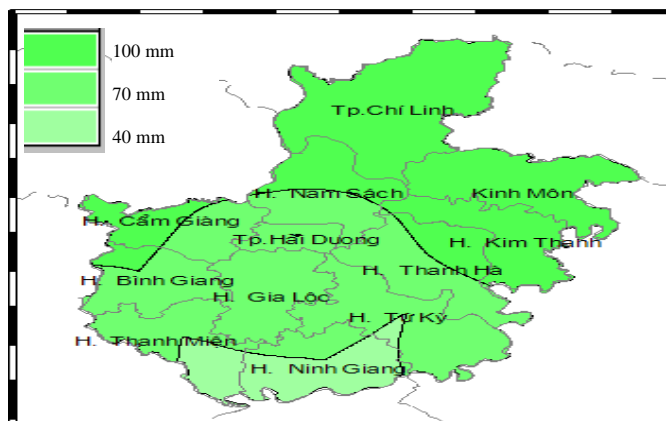 100 mm
70 mm
40 mm
Tp.Chí Linh
H. Nam Sách
Kinh Môn
H. Cẩm Giàng
Tp.Hải Dương
H. Kim Thanh
H. Thanh Hà
H. Bình Giang
H. Gia Lộc
H. Tứ Kỳ
H. Thanh Miện
H. Ninh Giang